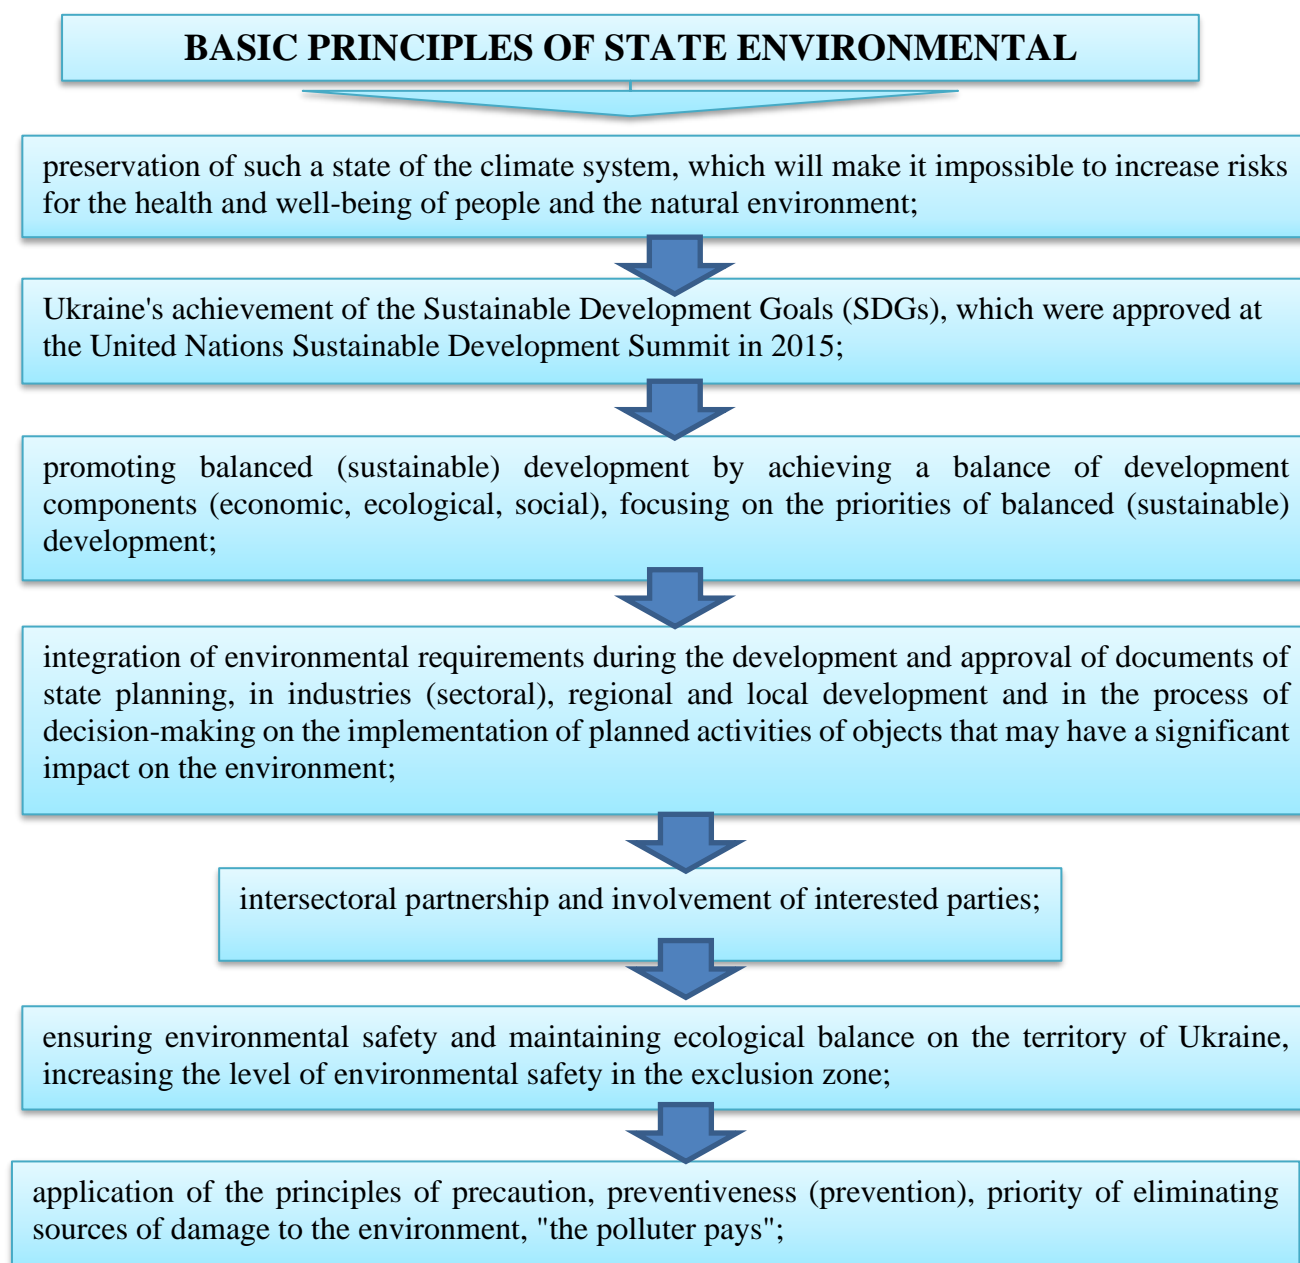 BASIC PRINCIPLES OF STATE ENVIRONMENTAL
preservation of such a state of the climate system, which will make it impossible to increase risks
for the health and well-being of people and the natural environment;
Ukraine's achievement of the Sustainable Development Goals (SDGs), which were approved at
the United Nations Sustainable Development Summit in 2015;
promoting balanced (sustainable) development by achieving a balance of development
components (economic, ecological, social), focusing on the priorities of balanced (sustainable)
development;
integration of environmental requirements during the development and approval of documents of
state planning, in industries (sectoral), regional and local development and in the process of
decision-making on the implementation of planned activities of objects that may have a significant
impact on the environment;
intersectoral partnership and involvement of interested parties;
ensuring environmental safety and maintaining ecological balance on the territory of Ukraine,
increasing the level of environmental safety in the exclusion zone;
application of the principles of precaution, preventiveness (prevention), priority of eliminating
sources of damage to the environment, "the polluter pays";